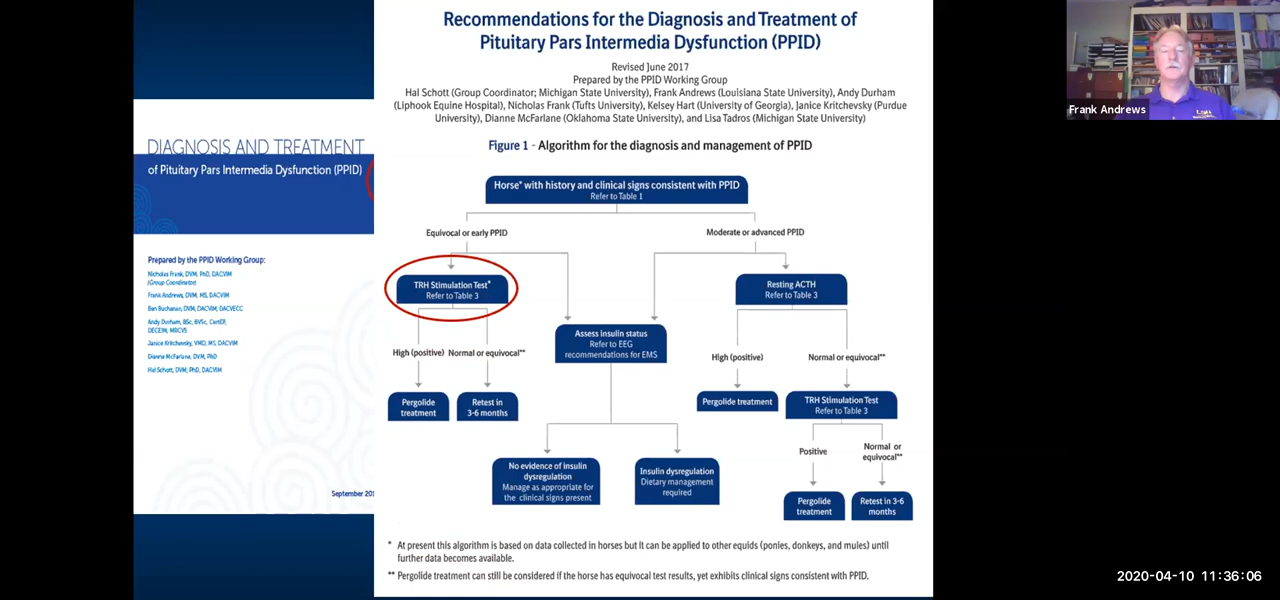 DIAGNOSIS AND TREATMENT
of Pituitary Pars Intermedia Dysfunction (PPID)
Prepared by the PPID Working Group:
Nicholas Frank, DVM, PhD, DACVIM
(Group Coordinator)
Frank Andrews, DVM, MS, DACVIM
Ben Buchanan, DVM, DACVIM, DACVECC
Andy Durham, BSc, BVSc, CertEP,
DECEIM, MRCVS
Janice Kritchevsky, VMD, MS, DACVIM
Dianne McFarlane, DVM, PhD
Hal Schott, DVM, PhD, DACVIM
September 201
Recommendations for the Diagnosis and Treatment of
Pituitary Pars Intermedia Dysfunction (PPID)
Revised June 2017
Prepared by the PPID Working Group
Hal Schott (Group Coordinator; Michigan State University), Frank Andrews (Louisiana State University), Andy Durham
(Liphook Equine Hospital), Nicholas Frank (Tufts University), Kelsey Hart (University of Georgia), Janice Kritchevsky (Purdue
University), Dianne McFarlane (Oklahoma State University), and Lisa Tadros (Michigan State University)
Figure 1 - Algorithm for the diagnosis and management of PPID
Horse* with history and clinical signs consistent with PPID
Refer to Table 1
Equivocal or early PPID
Moderate or advanced PPID
TRH Stimulation Test*
Refer to Table 3
Resting ACTH
Refer to Table 3
Assess insulin status
Refer to EEG
recommendations for EMS
High (positive)
Normal or equivocal**
High (positive)
Normal or equivocal**
Pergolide
treatment
Retest in
3-6 months
Pergolide treatment
TRH Stimulation Test
Refer to Table 3
Positive
Normal or
equivocal**
No evidence of insulin
dysregulation
Manage as appropriate for
the clinical signs present
Insulin dysregulation
Dietary management
required
Pergolide
treatment
Retest in 3-6
months
* At present this algorithm is based on data collected in horses but it can be applied to other equids (ponies, donkeys, and mules) until
further data becomes available.
** Pergolide treatment can still be considered if the horse has equivocal test results, yet exhibits clinical signs consistent with PPID.
Frank Andrews
2020-04-10 11:36:06